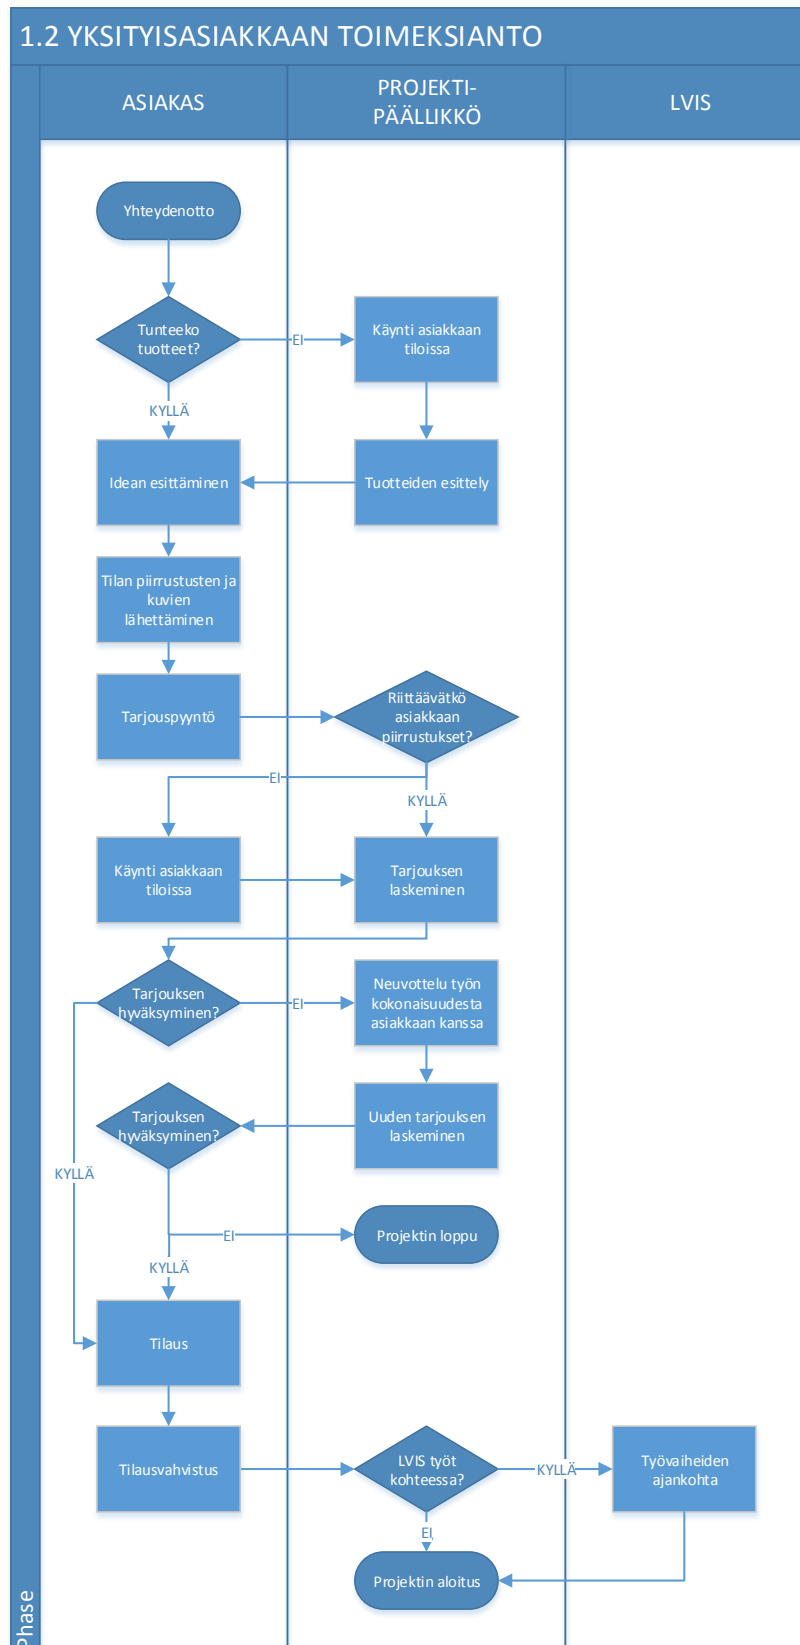 1.2 YKSITYISASIAKKAAN TOIMEKSIANTO
ASIAKAS
PROJEKTI-
PÄÄLLIKKÖ
LVIS
Yhteydenotto
Tunteeko
tuotteet?
EI
Käynti asiakkaan
tiloissa
KYLLÄ
Idean esittäminen
Tuotteiden esittely
Tilan piirrustusten ja
kuvien
lähettäminen
Tarjouspyyntö
Riittäävätkö
asiakkaan
piirrustukset?
EI
KYLLÄ
Käynti asiakkaan
tiloissa
Tarjouksen
laskeminen
Tarjouksen
hyväksyminen?
EI
Neuvottelu työn
kokonaisuudesta
asiakkaan kanssa
Tarjouksen
hyväksyminen?
Uuden tarjouksen
laskeminen
KYLLÄ
EI
Projektin loppu
KYLLÄ
Tilaus
Tilausvahvistus
LVIS työt
kohteessa?
KYLLÄ
Työvaiheiden
ajankohta
EI
Projektin aloitus
Phase